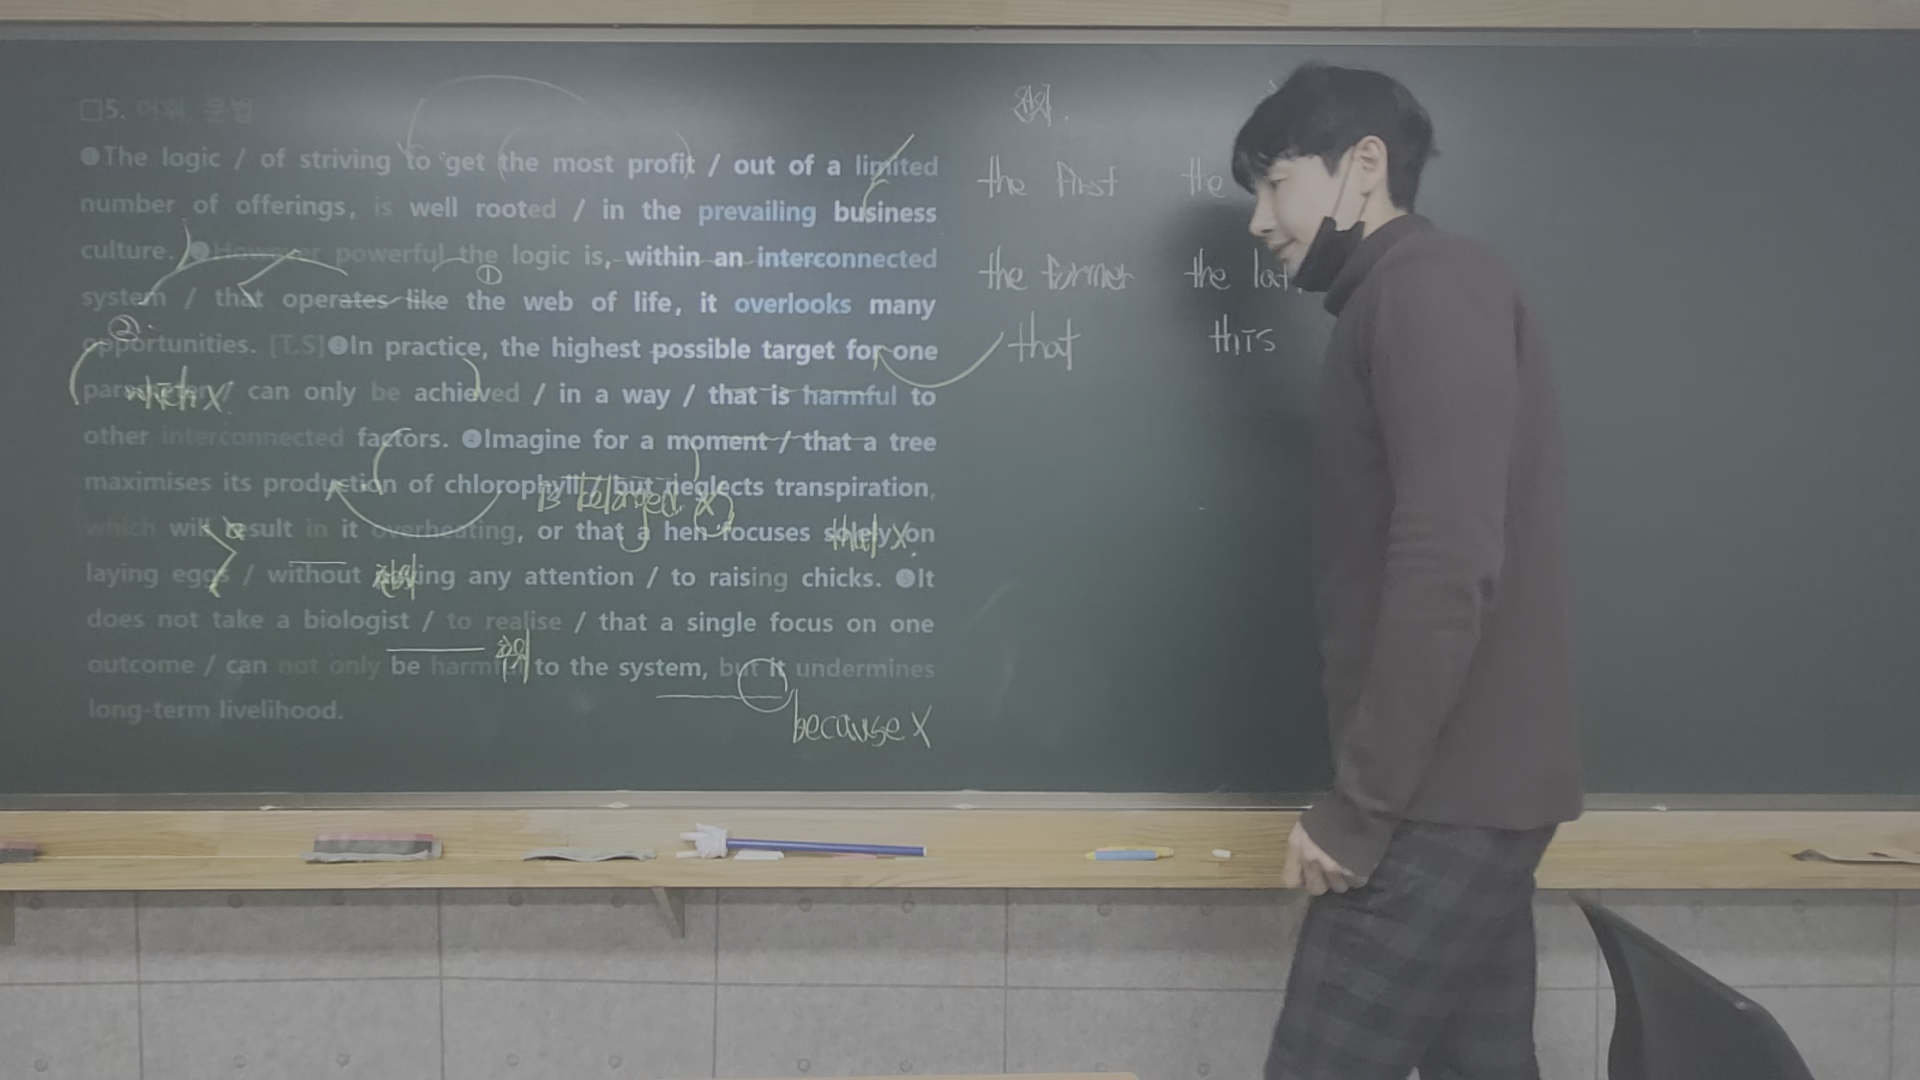 □5. 어휘, 문법
❶The logic / of striving to get the most profit / out of a limited
number of offerings, is well rooted / in the prevailing business
culture. ❷However powerful the logic is, within an interconnected
system / that operates like the web of life, it overlooks many
opportunities. [T.S]❸In practice, the highest possible target for one
parameter / can only be achieved / in a way / that is harmful to
other interconnected factors. ❹Imagine for a moment / that a tree
maximises its production of chlorophyll / but neglects transpiration,
which will result in it overheating, or that a hen focuses solely on
laying eggs / without paying any attention / to raising chicks. ❺It
does not take a biologist / to realise / that a single focus on one
outcome / can not only be harmful to the system, but it undermines
long-term livelihood.
①
②
which X
that X
because X
the first the
the former the lat
that this